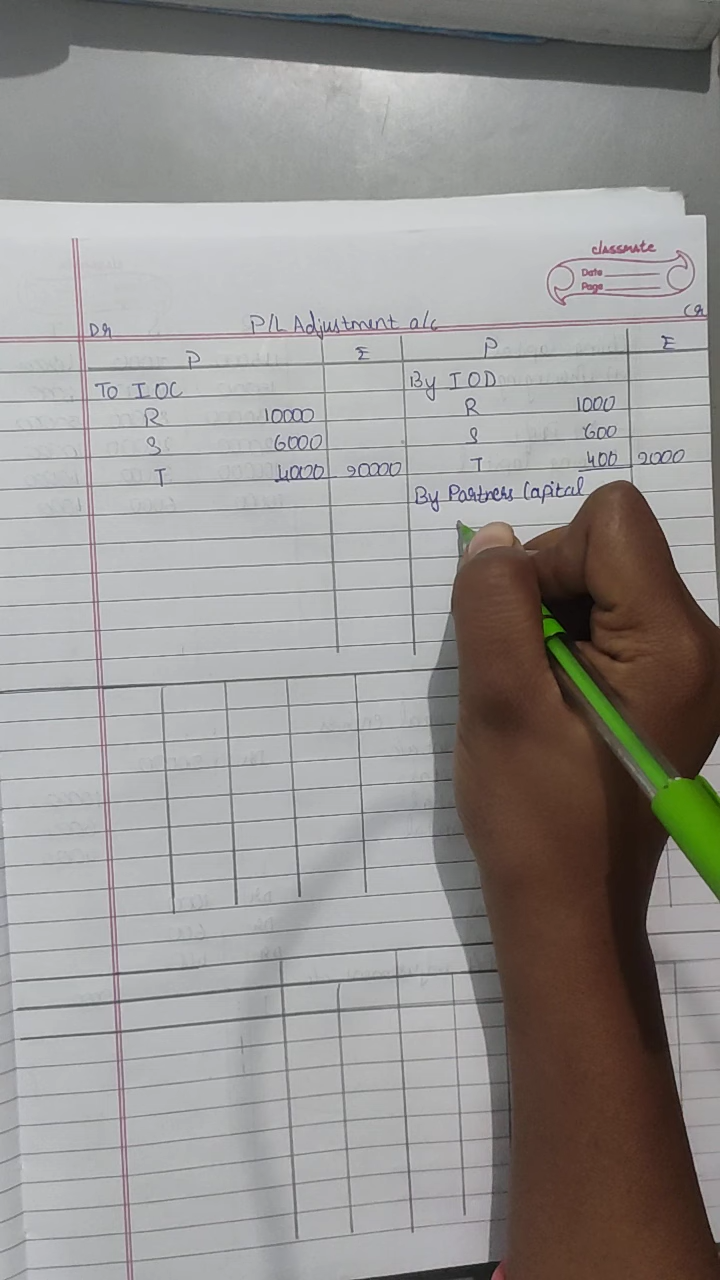 classmate
Date
Page
Dr P/L Adjustment a/c Cr
P Σ P Σ
To IOC By IOD
R 10000 R 1000
S 6000 S 600
T 4000 20000 T 400 2000
By Partners Capital